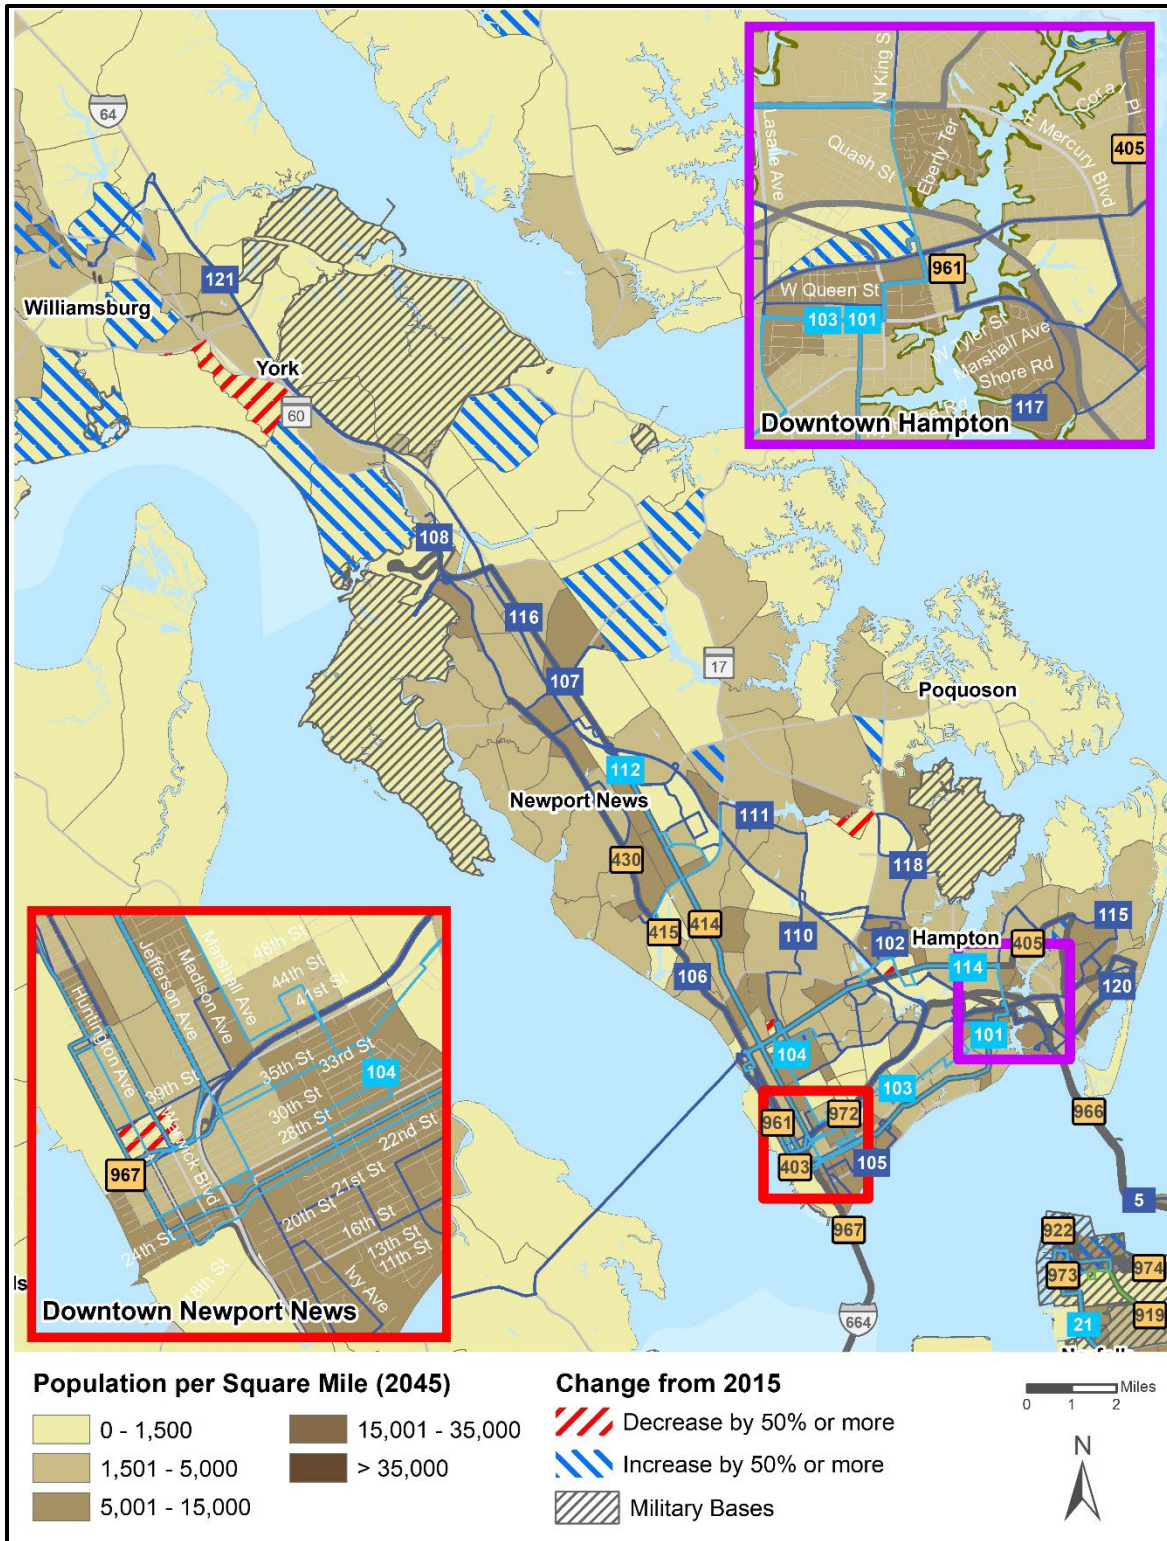 64
121
Williamsburg
York
60
108
116
107
17
Poquoson
112
Newport News
111
430
118
415
414
110
102
Hampton
405
115
106
114
120
101
104
103
966
961
972
403
105
967
5
664
922
973
974
919
21
N King S
Lasalle Ave
Quash St
Eberly Ter
E Mercury Blvd
Cora
Pl
405
961
W Queen St
103
101
W Tyler St
Marshall Ave
Shore Rd
117
Downtown Hampton
Huntington Ave
Jefferson Ave
Madison Ave
Marshall Ave
48th St
44th St
41st St
39th St
35th St
33rd St
104
30th St
28th St
Warwick Blvd
22nd St
967
21st St
20th St
24th St
16th St
13th St
11th St
18th St
Ivy Ave
Downtown Newport News
Population per Square Mile (2045)
0 - 1,500
1,501 - 5,000
5,001 - 15,000
15,001 - 35,000
> 35,000
Change from 2015
Decrease by 50% or more
Increase by 50% or more
Military Bases
Miles
0 1 2
N